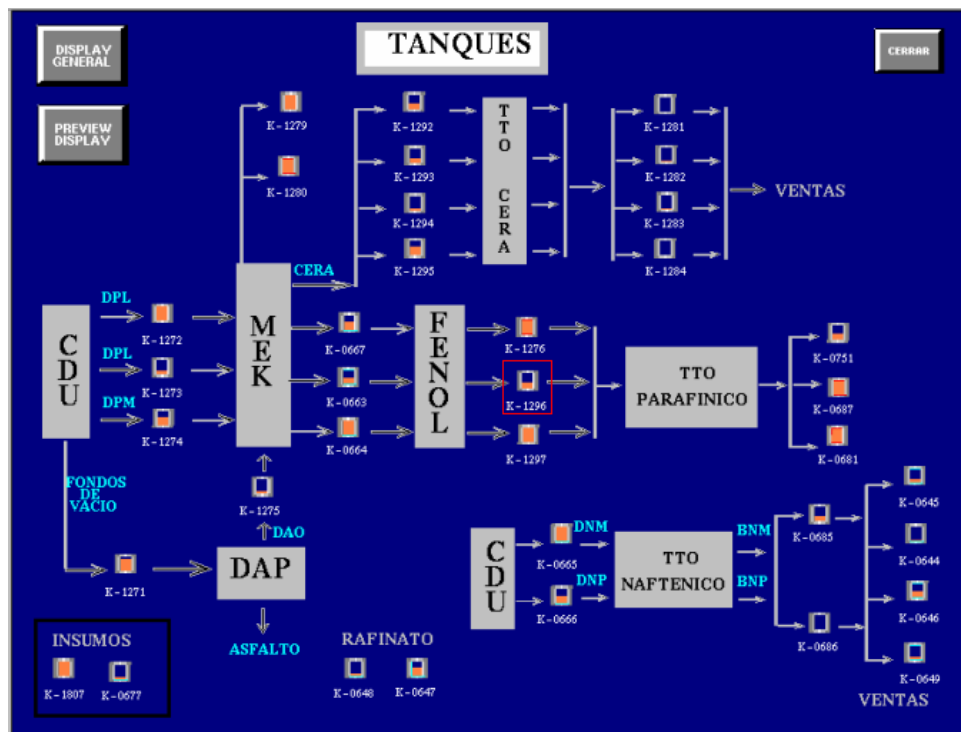 DISPLAY
GENERAL
TANQUES
CERRAR
PREVIEW
DISPLAY
K-1279
K-1280
K-1292
K-1293
K-1294
K-1295
TTO CERA
K-1281
K-1282
K-1283
K-1284
VENTAS
CERA
CDU
DPL
K-1272
DPL
K-1273
DPM
K-1274
MEK
K-0667
K-0663
K-0664
FENOL
K-1276
K-1296
K-1297
TTO
PARAFINICO
K-0751
K-0687
K-0681
FONDOS
DE
VACIO
K-1275
DAO
K-1271
DAP
ASFALTO
CDU
DNM
K-0665
DNP
K-0666
TTO
NAFTENICO
BNM
BNP
K-0685
K-0686
K-0645
K-0644
K-0646
K-0649
VENTAS
INSUMOS
K-1807
K-0677
RAFINATO
K-0648
K-0647